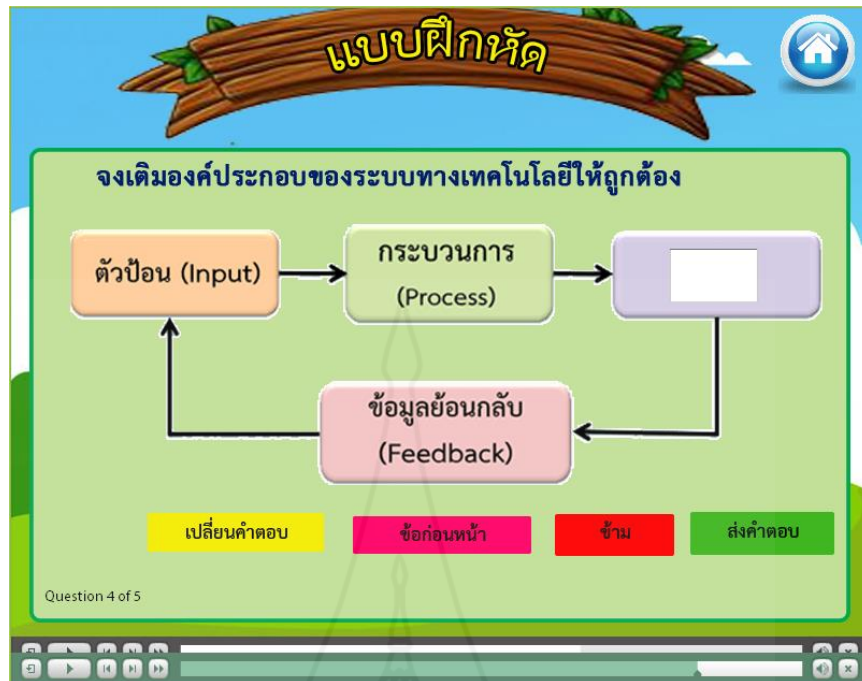 แบบฝึกหัด
จงเติมองค์ประกอบของระบบทางเทคโนโลยีให้ถูกต้อง
ตัวป้อน (Input)
กระบวนการ
(Process)
ข้อมูลย้อนกลับ
(Feedback)
เปลี่ยนคำตอบ
ข้อก่อนหน้า
ข้าม
ส่งคำตอบ
Question 4 of 5